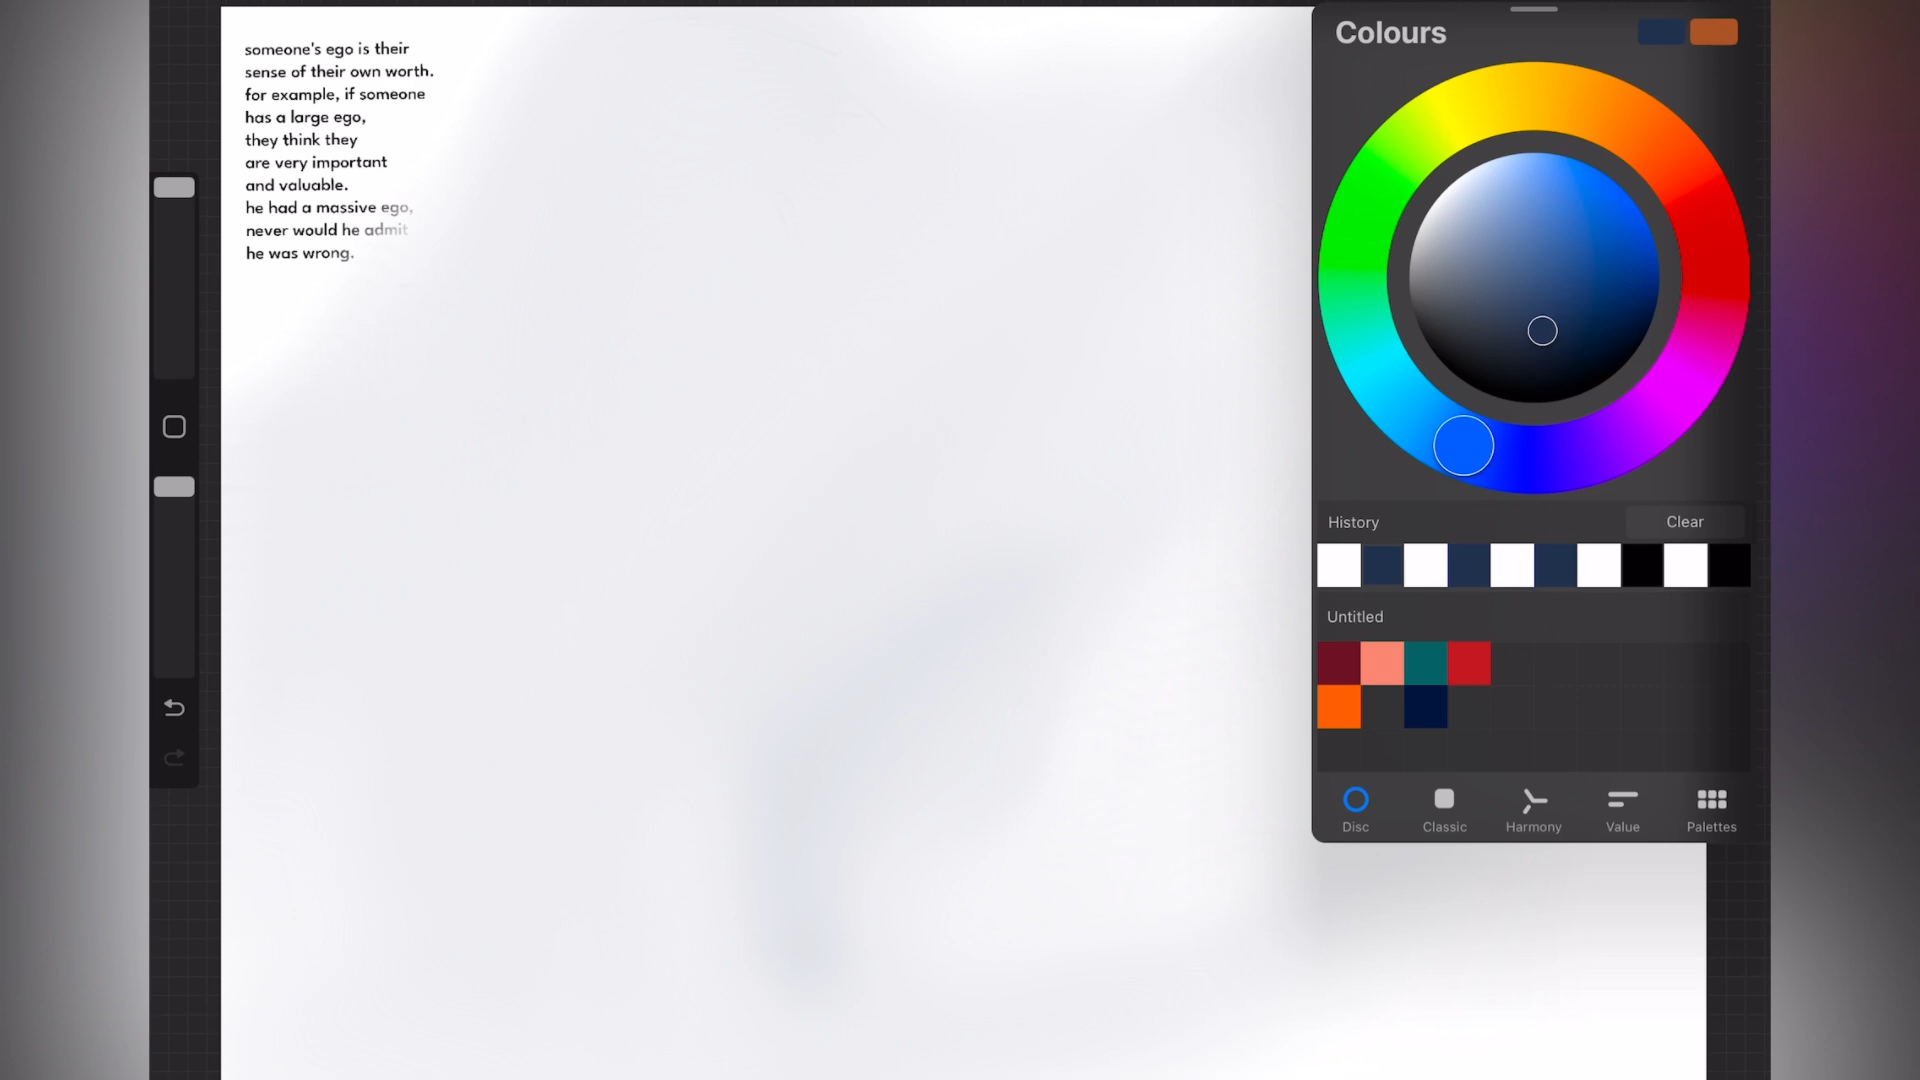 someone's ego is their
sense of their own worth.
for example, if someone
has a large ego,
they think they
are very important
and valuable.
he had a massive ego,
never would he admit
he was wrong.
Colours
History
Clear
Untitled
Disc
Classic
Harmony
Value
Palettes